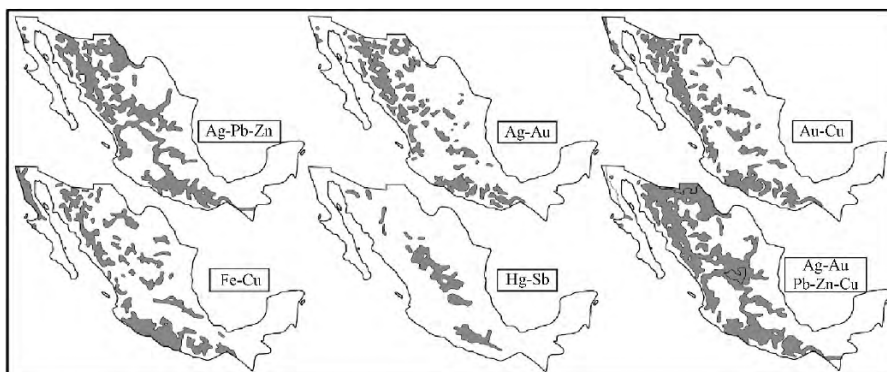 Ag-Pb-Zn
Ag-Au
Au-Cu
Fe-Cu
Hg-Sb
Ag-Au
Pb-Zn-Cu